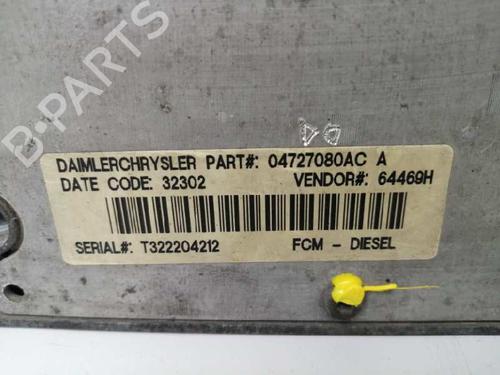 B-PARTS
DAIMLERCHRYSLER PART#: 04727080AC A
DATE CODE: 32302 VENDOR#: 64469H
SERIAL#: T322204212 FCM - DIESEL